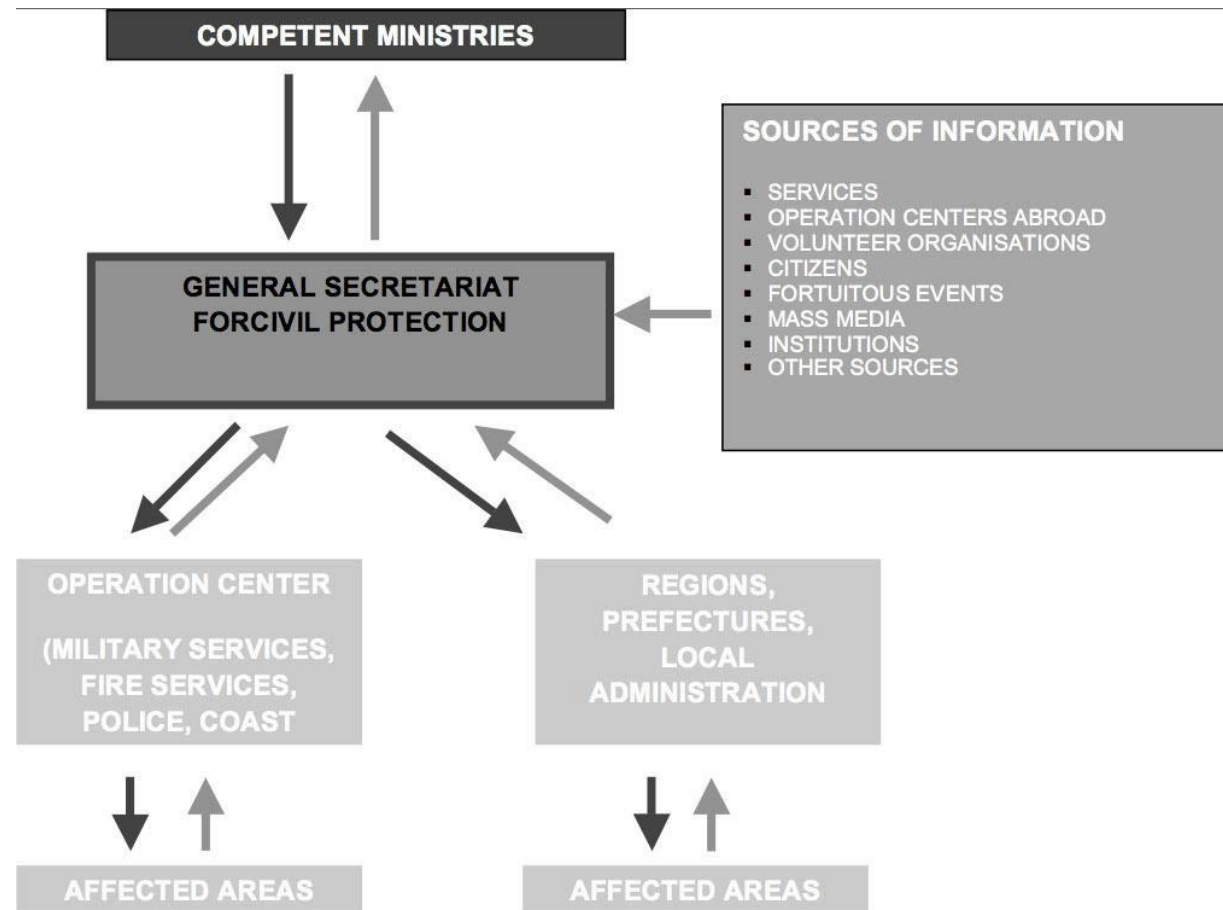 COMPETENT MINISTRIES
SOURCES OF INFORMATION
▪ SERVICES
▪ OPERATION CENTERS ABROAD
▪ VOLUNTEER ORGANISATIONS
▪ CITIZENS
▪ FORTUITOUS EVENTS
▪ MASS MEDIA
▪ INSTITUTIONS
▪ OTHER SOURCES
GENERAL SECRETARIAT
FORCIVIL PROTECTION
OPERATION CENTER
(MILITARY SERVICES,
FIRE SERVICES,
POLICE, COAST
REGIONS,
PREFECTURES,
LOCAL
ADMINISTRATION
AFFECTED AREAS
AFFECTED AREAS